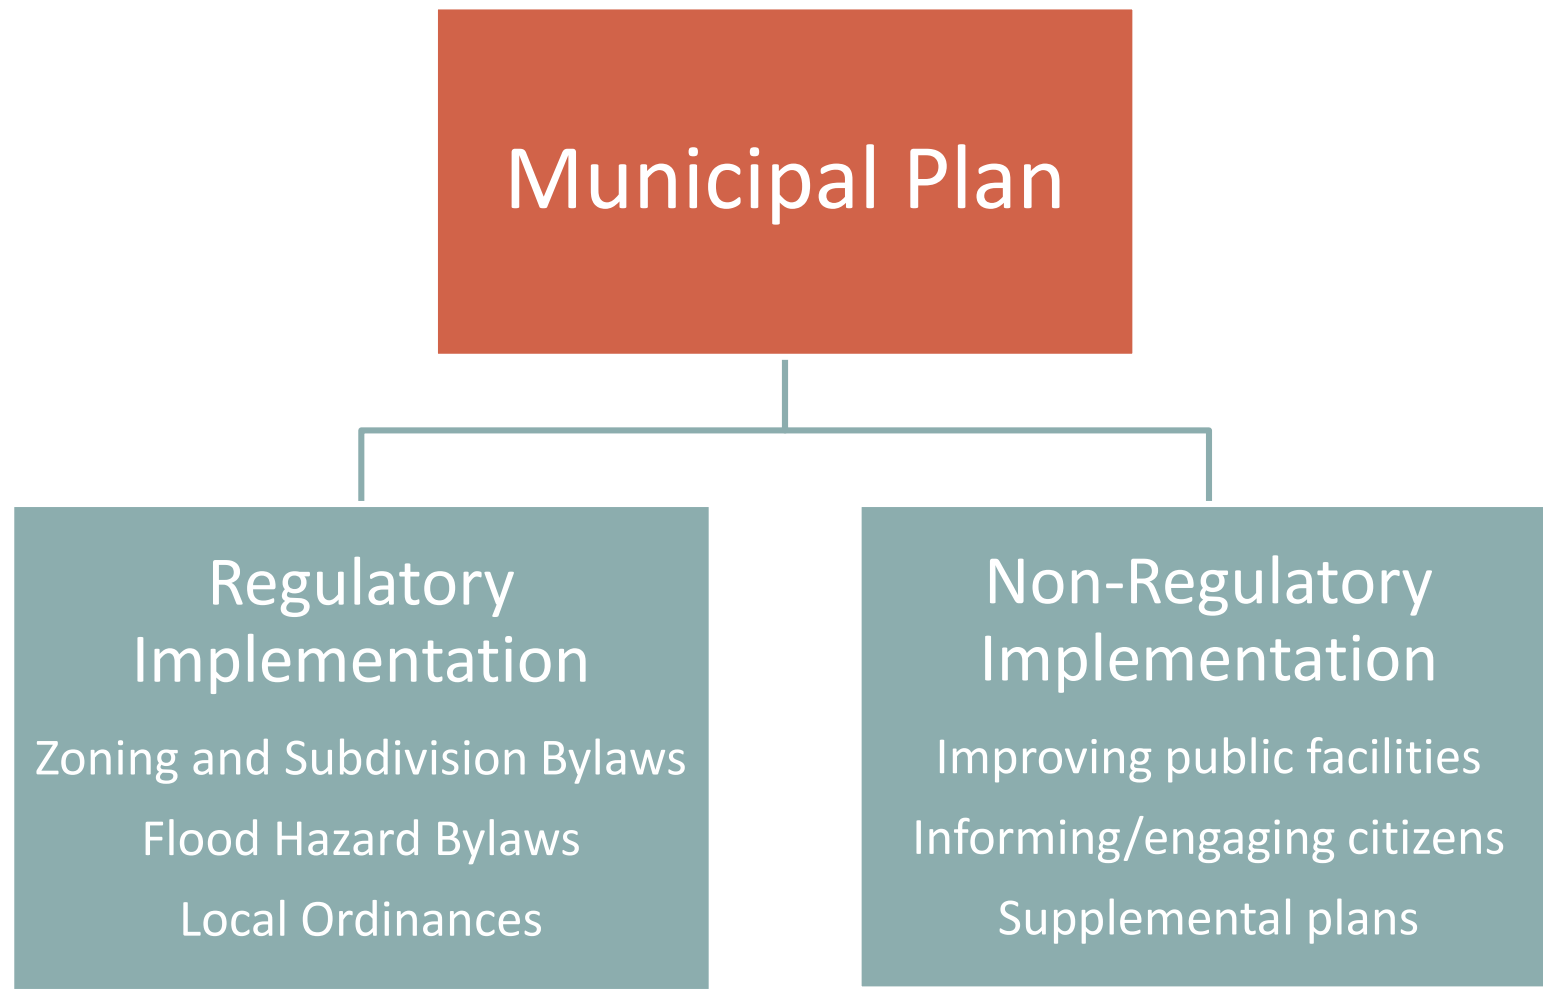 Municipal Plan
Regulatory
Implementation
Zoning and Subdivision Bylaws
Flood Hazard Bylaws
Local Ordinances
Non-Regulatory
Implementation
Improving public facilities
Informing/engaging citizens
Supplemental plans